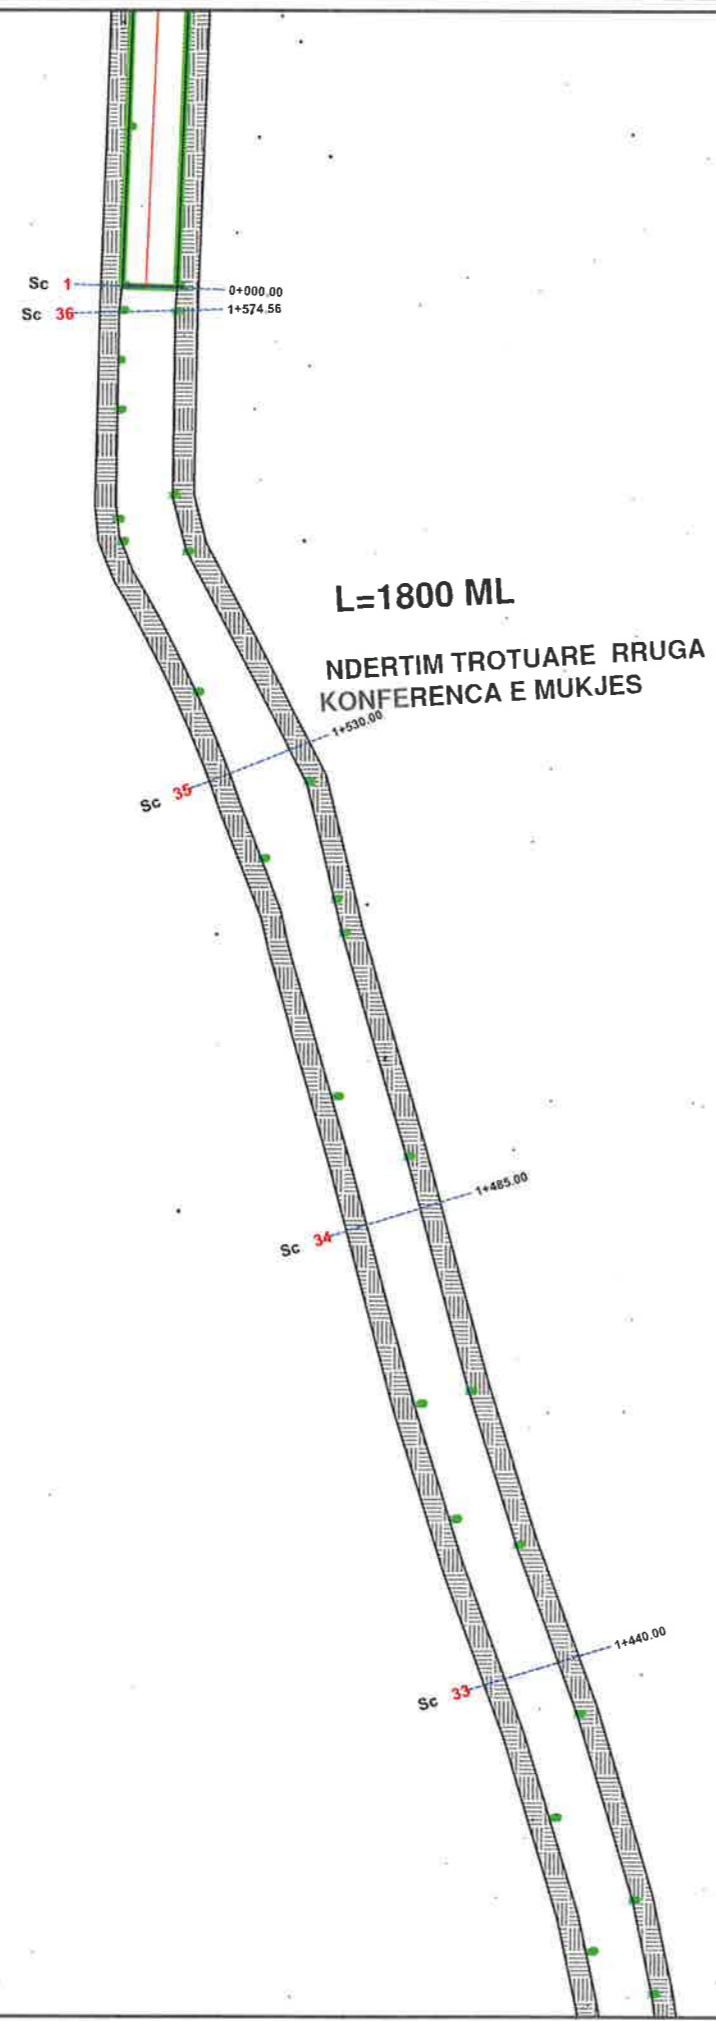 Sc 1 0+000.00
Sc 36 1+574.56
L=1800 ML
NDERTIM TROTUARE RRUGA
KONFERENCA E MUKJES
1+530.00
Sc 35
1+485.00
Sc 34
1+440.00
Sc 33